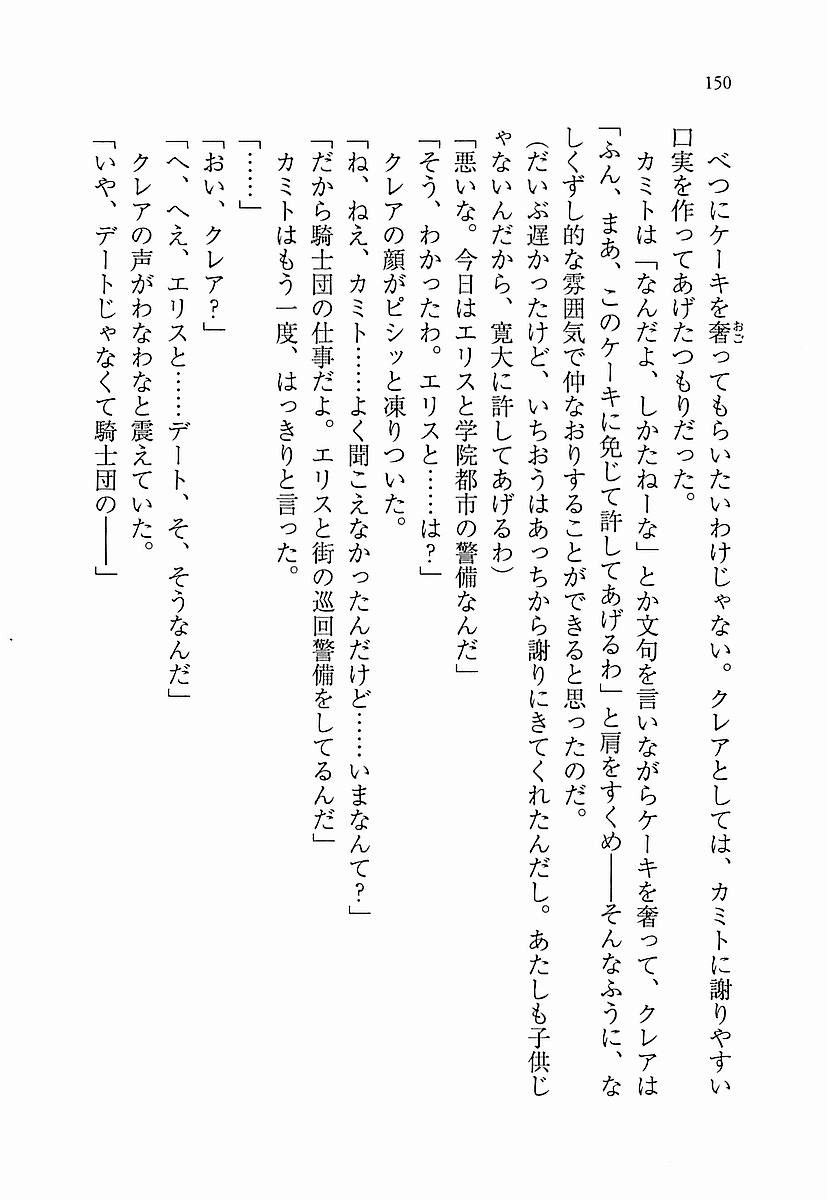 150
べつにケーキを奢ってもらいたいわけじゃない。クレアとしては、カミトに謝りやすい
口実を作ってあげたつもりだった。
カミトは「なんだよ、しかたねーな」とか文句を言いながらケーキを奢って、クレアは
「ふん、まあ、このケーキに免じて許してあげるわ」と肩をすくめ――そんなふうに、な
しくずし的な雰囲気で仲なおりすることができると思ったのだ。
(だいぶ遅かったけど、いちおうはあっちから謝りにきてくれたんだし。あたしも子供じ
ゃないんだから、寛大に許してあげるわ)
「悪いな。今日はエリスと学院都市の警備なんだ」
「そう、わかったわ。エリスと……は?」
クレアの顔がピシッと凍りついた。
「ね、ねえ、カミト……よく聞こえなかったんだけど……いまなんて?」
「だから騎士団の仕事だよ。エリスと街の巡回警備をしてるんだ」
カミトはもう一度、はっきりと言った。
「……」
「おい、クレア?」
「へ、へえ、エリスと……デート、そ、そうなんだ」
クレアの声がわなわなと震えていた。
「いや、デートじゃなくて騎士団の――」
おご